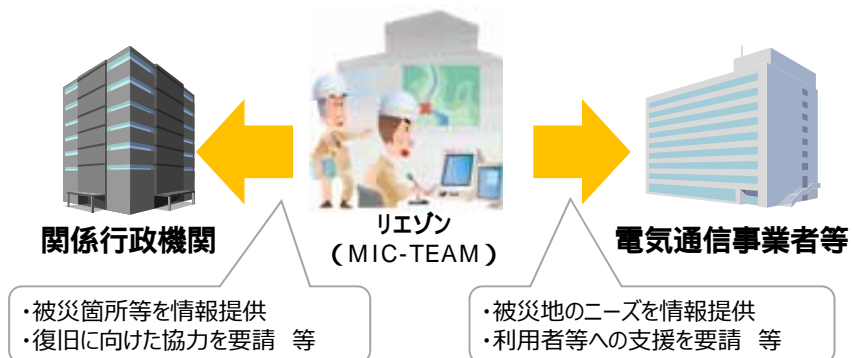 リエゾン
（MIC-TEAM）
関係行政機関
電気通信事業者等
・被災箇所等を情報提供
・復旧に向けた協力を要請　等
・被災地のニーズを情報提供
・利用者等への支援を要請　等